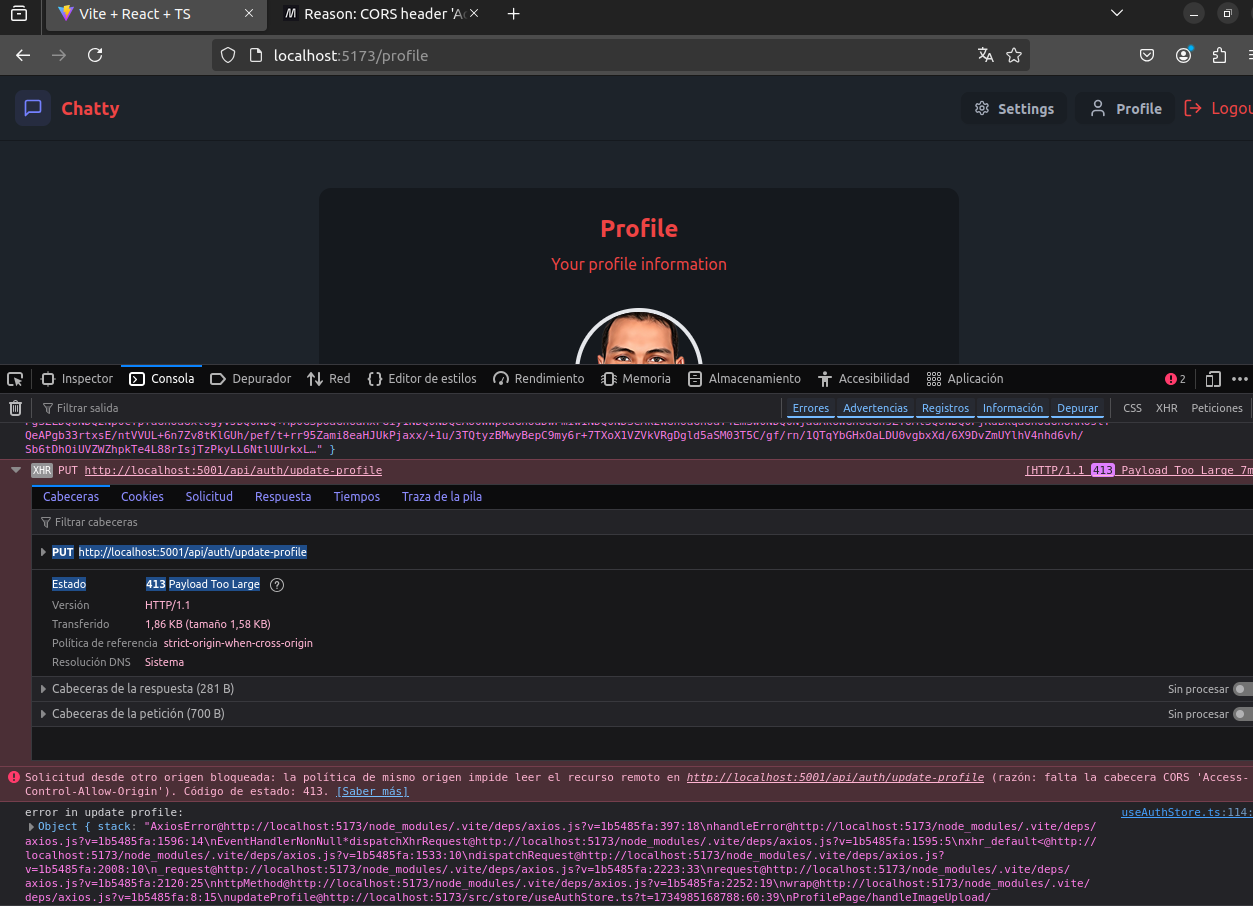 Vite + React + TS
Reason: CORS header 'Ac
localhost:5173/profile
Chatty
Settings
Profile
Logou
Profile
Your profile information
Inspector
Consola
Depurador
Red
Editor de estilos
Rendimiento
Memoria
Almacenamiento
Accesibilidad
Aplicación
2
Filtrar salida
Errores
Advertencias
Registros
Información
Depurar
CSS
XHR
Peticiones
QeAPgb33rtxsE/ntVVUL+6n7Zv8tKlGUh/pef/t+rr95Zami8eaHJUkPjaxx/+1u/3TQtyzBMwyBepC9my6r+7TXoX1VZVkVRgDgld5aSM03T5C/gf/rn/1QTqYbGHxOaLDU0vgbxXd/6X9DvZmUYlhV4nhd6vh/
Sb6tDhOiUVZWZhpkTe4L88rIsjTzPkyLL6NtlUUrkxL…" }
XHR PUT http://localhost:5001/api/auth/update-profile [HTTP/1.1 413 Payload Too Large 7m
Cabeceras
Cookies
Solicitud
Respuesta
Tiempos
Traza de la pila
Filtrar cabeceras
PUT http://localhost:5001/api/auth/update-profile
Estado 413 Payload Too Large ?
Versión HTTP/1.1
Transferido 1,86 KB (tamaño 1,58 KB)
Política de referencia strict-origin-when-cross-origin
Resolución DNS Sistema
Cabeceras de la respuesta (281 B) Sin procesar
Cabeceras de la petición (700 B) Sin procesar
Solicitud desde otro origen bloqueada: la política de mismo origen impide leer el recurso remoto en http://localhost:5001/api/auth/update-profile (razón: falta la cabecera CORS 'Access-
Control-Allow-Origin'). Código de estado: 413. [Saber más]
error in update profile: useAuthStore.ts:114:
Object { stack: "AxiosError@http://localhost:5173/node_modules/.vite/deps/axios.js?v=1b5485fa:397:18\nhandleError@http://localhost:5173/node_modules/.vite/deps/
axios.js?v=1b5485fa:1596:14\nEventHandlerNonNull*dispatchXhrRequest@http://localhost:5173/node_modules/.vite/deps/axios.js?v=1b5485fa:1595:5\nxhr_default<@http://
localhost:5173/node_modules/.vite/deps/axios.js?v=1b5485fa:1533:10\ndispatchRequest@http://localhost:5173/node_modules/.vite/deps/axios.js?
v=1b5485fa:2008:10\n_request@http://localhost:5173/node_modules/.vite/deps/axios.js?v=1b5485fa:2223:33\nrequest@http://localhost:5173/node_modules/.vite/deps/
axios.js?v=1b5485fa:2120:25\nhttpMethod@http://localhost:5173/node_modules/.vite/deps/axios.js?v=1b5485fa:2252:19\nwrap@http://localhost:5173/node_modules/.vite/
deps/axios.js?v=1b5485fa:8:15\nupdateProfile@http://localhost:5173/src/store/useAuthStore.ts?t=1734985168788:60:39\nProfilePage/handleImageUpload/